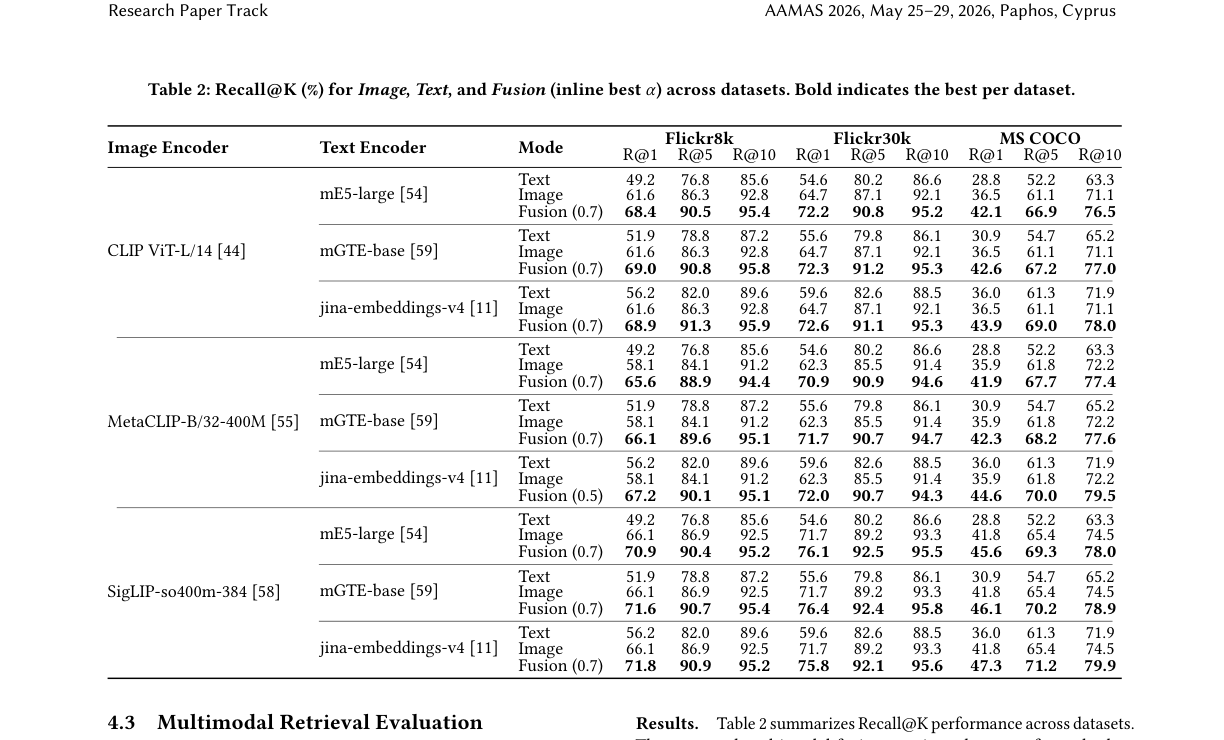 Research Paper Track
AAMAS 2026, May 25–29, 2026, Paphos, Cyprus
Table 2: Recall@K (%) for Image, Text, and Fusion (inline best α) across datasets. Bold indicates the best per dataset.
Image Encoder Text Encoder Mode Flickr8k Flickr30k MS COCO
R@1 R@5 R@10 R@1 R@5 R@10 R@1 R@5 R@10
CLIP ViT-L/14 [44]
mE5-large [54]
Text 49.2 76.8 85.6 54.6 80.2 86.6 28.8 52.2 63.3
Image 61.6 86.3 92.8 64.7 87.1 92.1 36.5 61.1 71.1
Fusion (0.7) 68.4 90.5 95.4 72.2 90.8 95.2 42.1 66.9 76.5
mGTE-base [59]
Text 51.9 78.8 87.2 55.6 79.8 86.1 30.9 54.7 65.2
Image 61.6 86.3 92.8 64.7 87.1 92.1 36.5 61.1 71.1
Fusion (0.7) 69.0 90.8 95.8 72.3 91.2 95.3 42.6 67.2 77.0
jina-embeddings-v4 [11]
Text 56.2 82.0 89.6 59.6 82.6 88.5 36.0 61.3 71.9
Image 61.6 86.3 92.8 64.7 87.1 92.1 36.5 61.1 71.1
Fusion (0.7) 68.9 91.3 95.9 72.6 91.1 95.3 43.9 69.0 78.0
MetaCLIP-B/32-400M [55]
mE5-large [54]
Text 49.2 76.8 85.6 54.6 80.2 86.6 28.8 52.2 63.3
Image 58.1 84.1 91.2 62.3 85.5 91.4 35.9 61.8 72.2
Fusion (0.7) 65.6 88.9 94.4 70.9 90.9 94.6 41.9 67.7 77.4
mGTE-base [59]
Text 51.9 78.8 87.2 55.6 79.8 86.1 30.9 54.7 65.2
Image 58.1 84.1 91.2 62.3 85.5 91.4 35.9 61.8 72.2
Fusion (0.7) 66.1 89.6 95.1 71.7 90.7 94.7 42.3 68.2 77.6
jina-embeddings-v4 [11]
Text 56.2 82.0 89.6 59.6 82.6 88.5 36.0 61.3 71.9
Image 58.1 84.1 91.2 62.3 85.5 91.4 35.9 61.8 72.2
Fusion (0.5) 67.2 90.1 95.1 72.0 90.7 94.3 44.6 70.0 79.5
SigLIP-so400m-384 [58]
mE5-large [54]
Text 49.2 76.8 85.6 54.6 80.2 86.6 28.8 52.2 63.3
Image 66.1 86.9 92.5 71.7 89.2 93.3 41.8 65.4 74.5
Fusion (0.7) 70.9 90.4 95.2 76.1 92.5 95.5 45.6 69.3 78.0
mGTE-base [59]
Text 51.9 78.8 87.2 55.6 79.8 86.1 30.9 54.7 65.2
Image 66.1 86.9 92.5 71.7 89.2 93.3 41.8 65.4 74.5
Fusion (0.7) 71.6 90.7 95.4 76.4 92.4 95.8 46.1 70.2 78.9
jina-embeddings-v4 [11]
Text 56.2 82.0 89.6 59.6 82.6 88.5 36.0 61.3 71.9
Image 66.1 86.9 92.5 71.7 89.2 93.3 41.8 65.4 74.5
Fusion (0.7) 71.8 90.9 95.2 75.8 92.1 95.6 47.3 71.2 79.9
4.3 Multimodal Retrieval Evaluation
Results. Table 2 summarizes Recall@K performance across datasets.